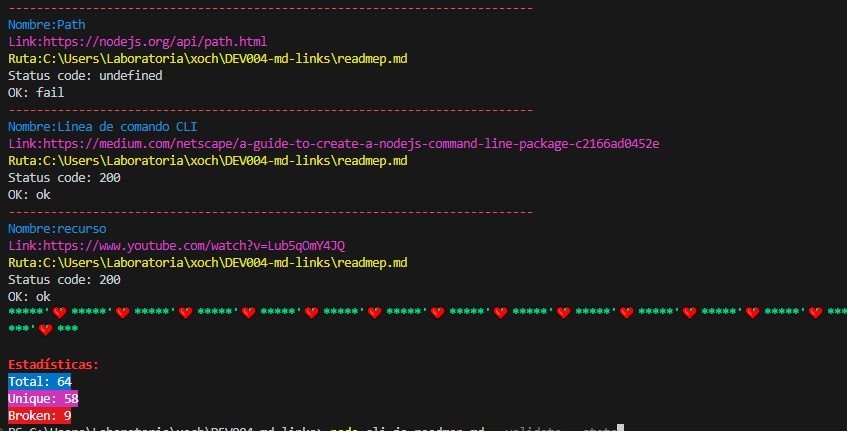 ------------------------------------------------------------------------
Nombre:Path
Link:https://nodejs.org/api/path.html
Ruta:C:\Users\Laboratoria\xoch\DEV004-md-links\readmep.md
Status code: undefined
OK: fail
------------------------------------------------------------------------
Nombre:Linea de comando CLI
Link:https://medium.com/netscape/a-guide-to-create-a-nodejs-command-line-package-c2166ad0452e
Ruta:C:\Users\Laboratoria\xoch\DEV004-md-links\readmep.md
Status code: 200
OK: ok
------------------------------------------------------------------------
Nombre:recurso
Link:https://www.youtube.com/watch?v=Lub5qOmY4JQ
Ruta:C:\Users\Laboratoria\xoch\DEV004-md-links\readmep.md
Status code: 200
OK: ok
*****'💔*****'💔*****'💔*****'💔*****'💔*****'💔*****'💔*****'💔*****'💔*****'💔*****'💔*****'💔*****'💔***
***'💔***
Estadísticas:
Total: 64
Unique: 58
Broken: 9
PS C:\Users\Laboratoria\xoch\DEV004-md-links> node cli.js readmep.md --validate --stats